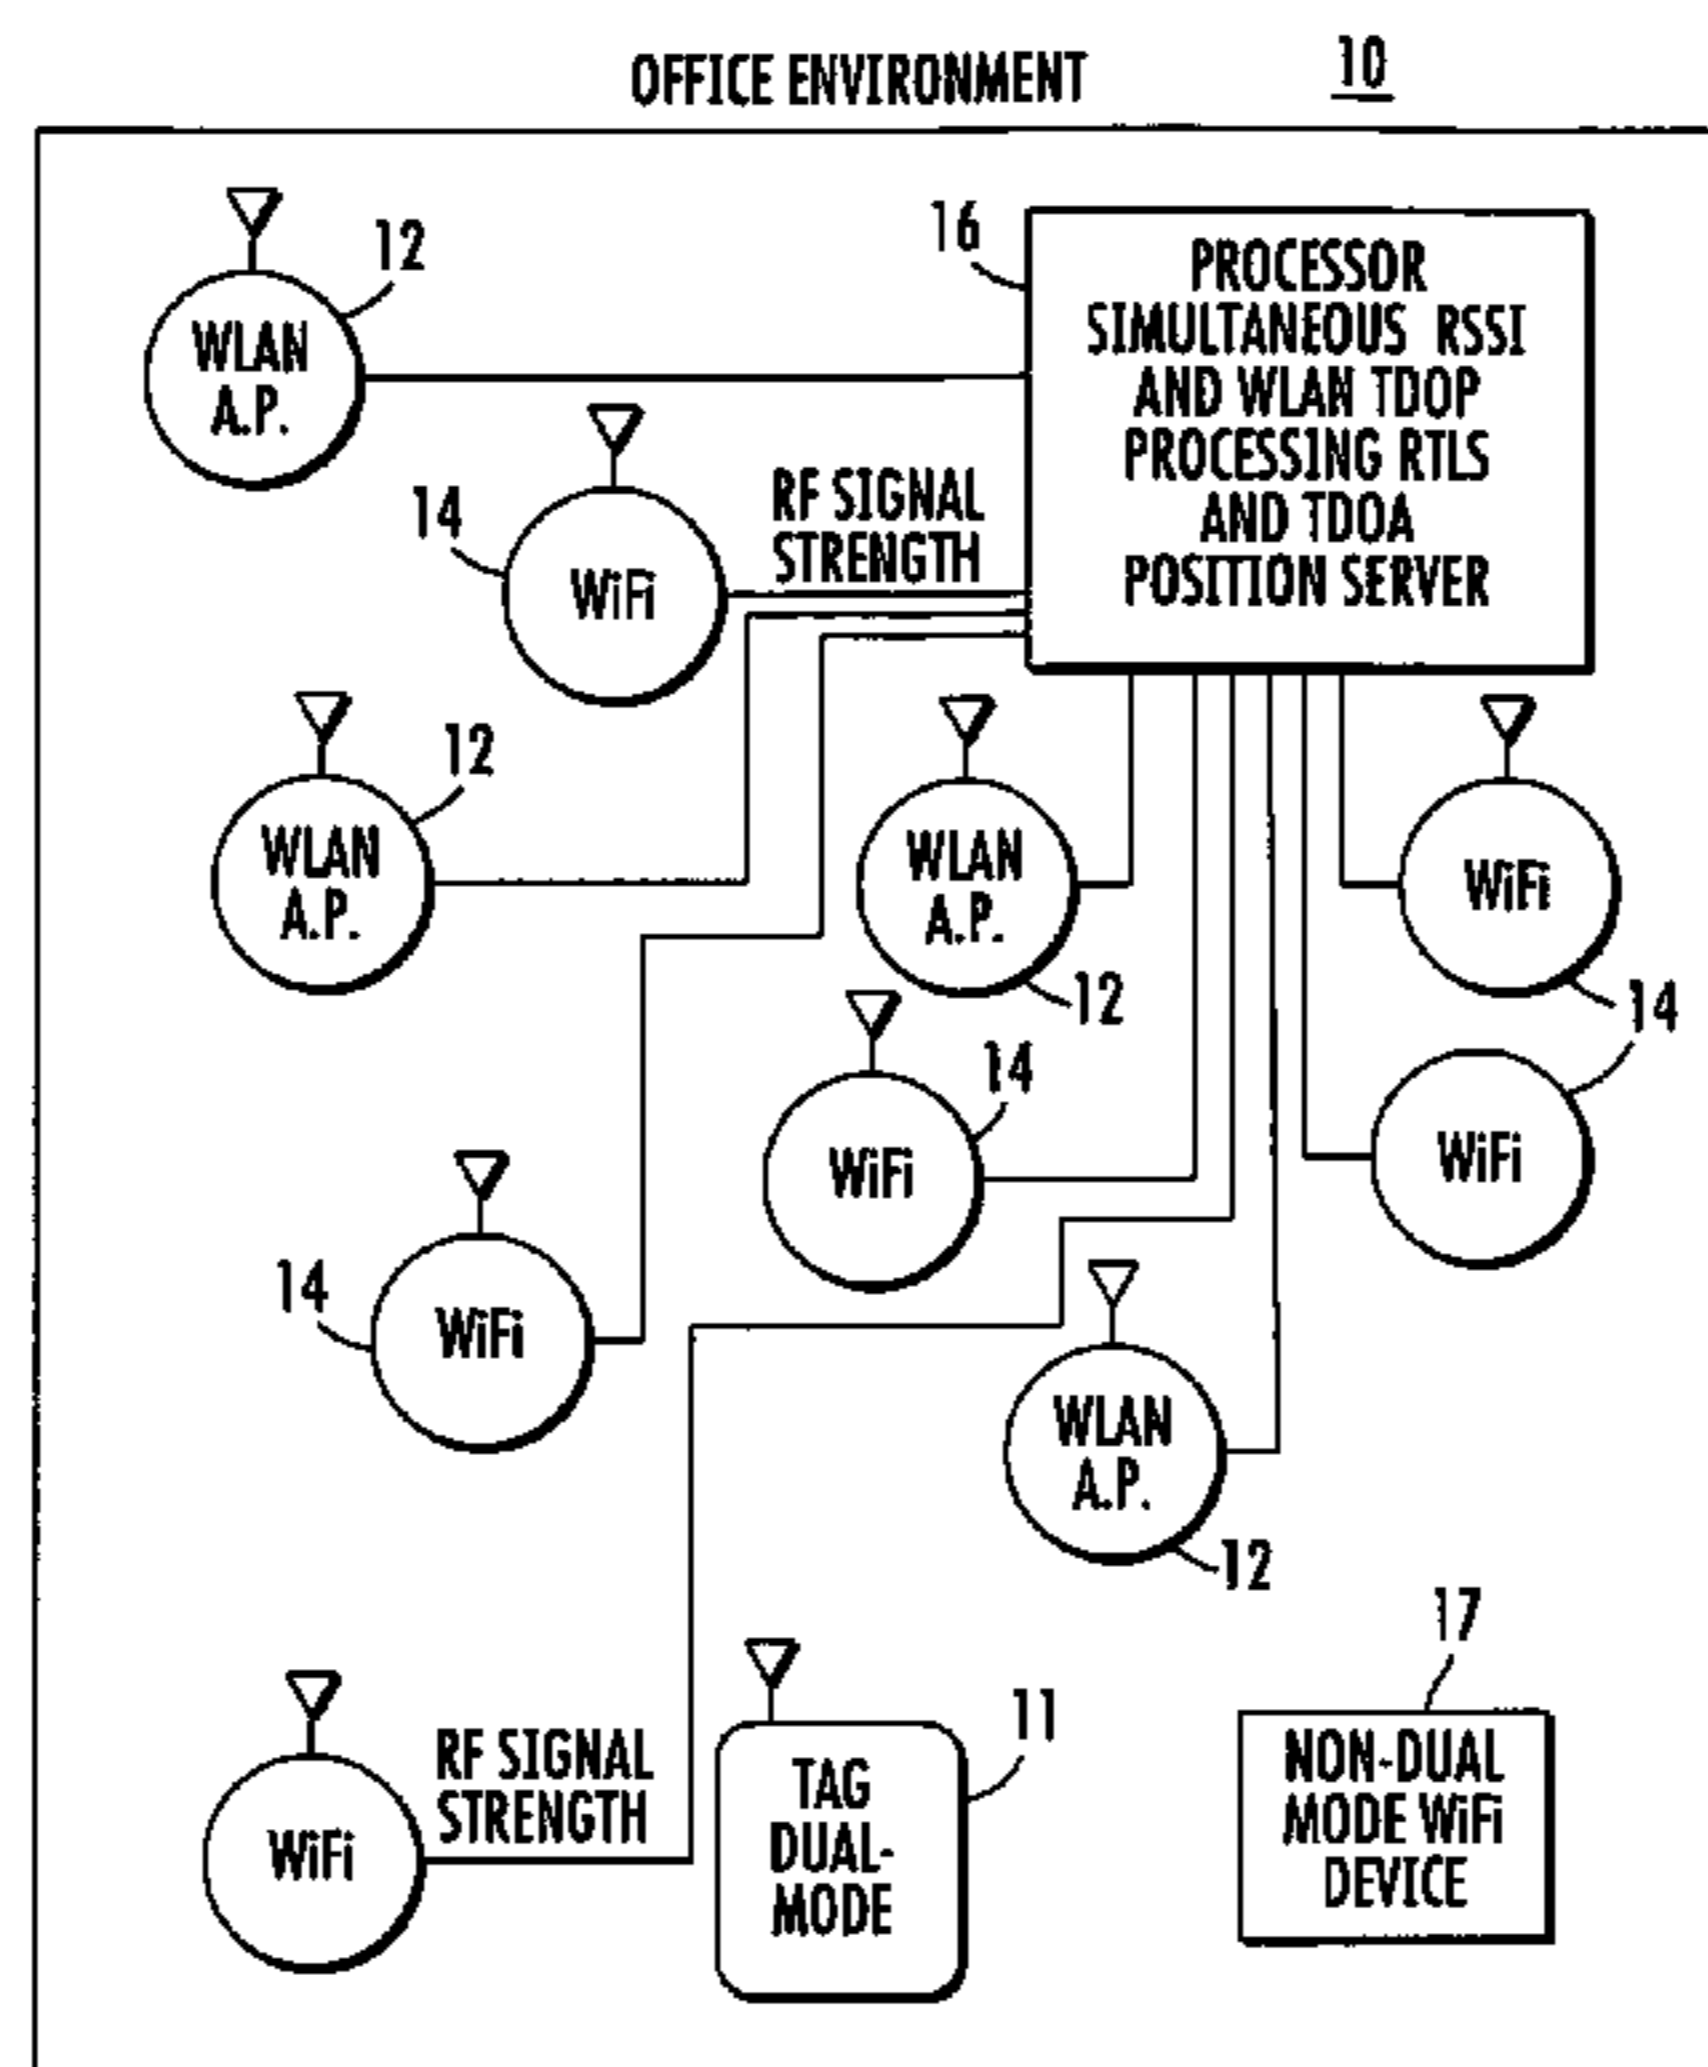 OFFICE ENVIRONMENT 10
12
WLAN
A.P.
16
PROCESSOR
SIMULTANEOUS RSSI
AND WLAN TDOP
PROCESSING RTLS
AND TDOA
POSITION SERVER
14
WiFi
RF SIGNAL
STRENGTH
12
WLAN
A.P.
WLAN
A.P.
12
WiFi
14
14
WiFi
WiFi
14
WiFi
WLAN
A.P.
12
WiFi
RF SIGNAL
STRENGTH
11
TAG
DUAL-
MODE
17
NON-DUAL
MODE WiFi
DEVICE